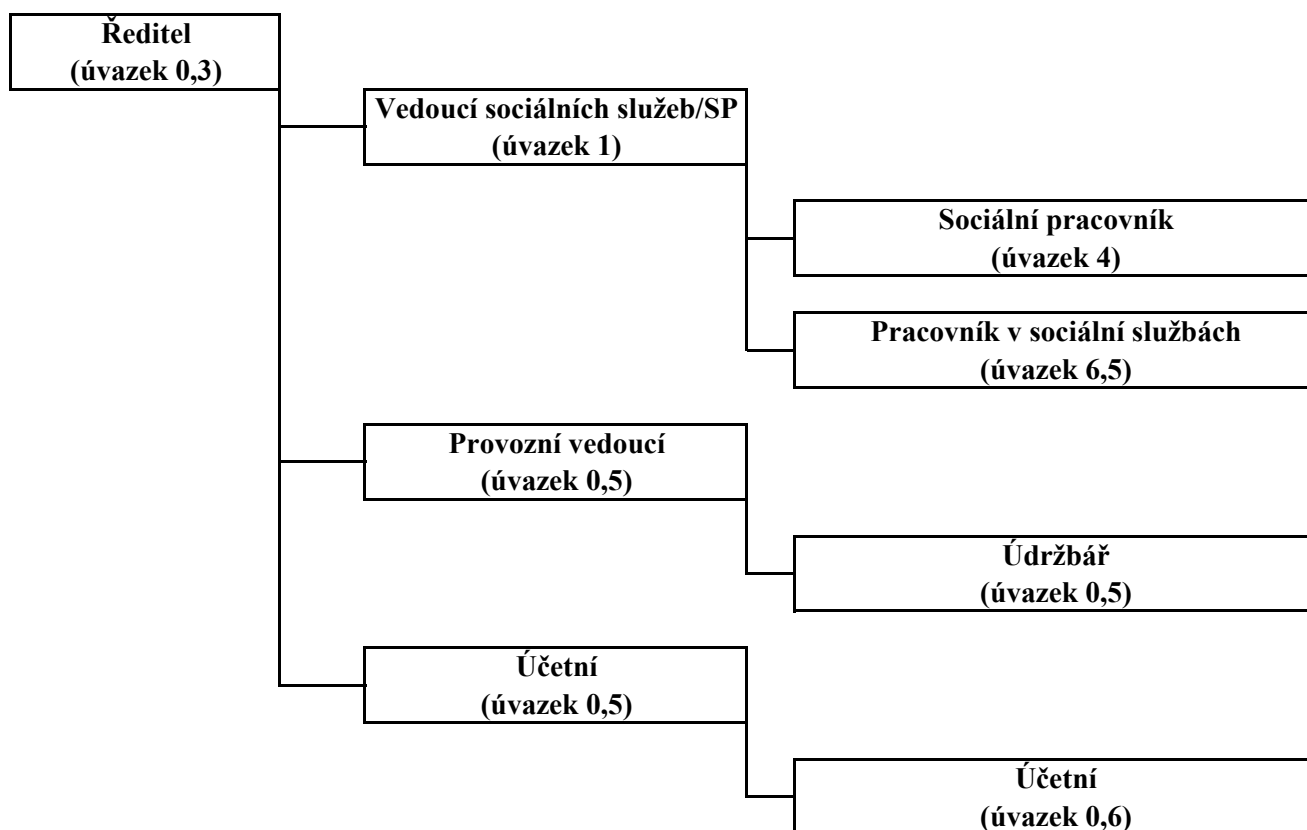 Ředitel
(úvazek 0,3)
Vedoucí sociálních služeb/SP
(úvazek 1)
Sociální pracovník
(úvazek 4)
Pracovník v sociální službách
(úvazek 6,5)
Provozní vedoucí
(úvazek 0,5)
Údržbář
(úvazek 0,5)
Účetní
(úvazek 0,5)
Účetní
(úvazek 0,6)